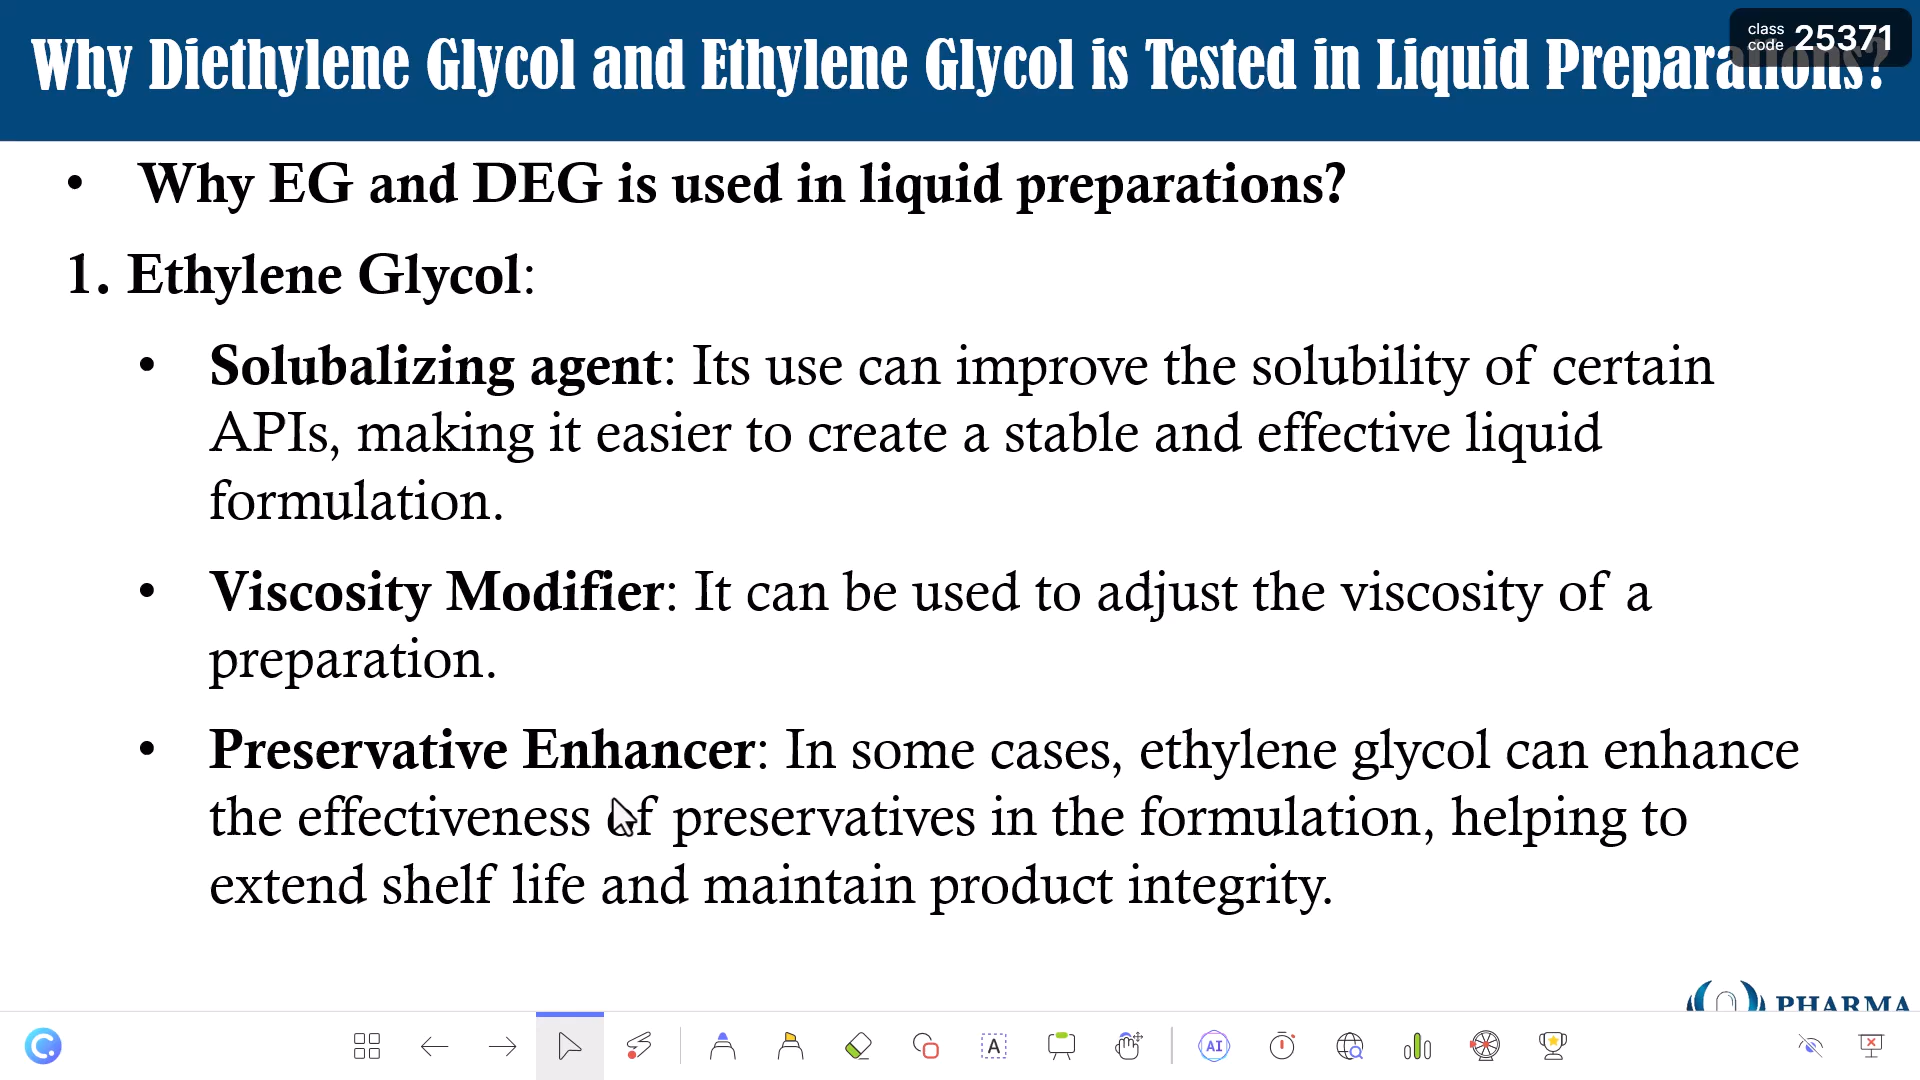 Why Diethylene Glycol and Ethylene Glycol is Tested in Liquid Preparations?
class
code 25371
• Why EG and DEG is used in liquid preparations?
1. Ethylene Glycol:
• Solubalizing agent: Its use can improve the solubility of certain
APIs, making it easier to create a stable and effective liquid
formulation.
• Viscosity Modifier: It can be used to adjust the viscosity of a
preparation.
• Preservative Enhancer: In some cases, ethylene glycol can enhance
the effectiveness of preservatives in the formulation, helping to
extend shelf life and maintain product integrity.
PHARMA
A
AI